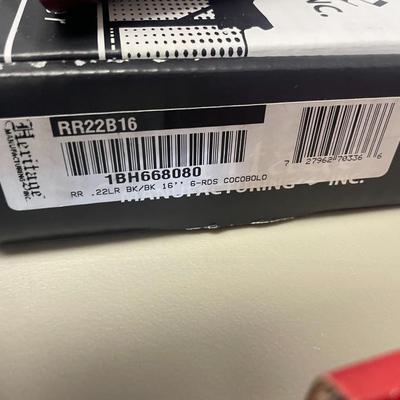 INC.
RR22B16
Heritage
MANUFACTURING INC.
1BH668080
7 27962 70336 6
RR .22LR BK/BK 16'' 6-RDS COCOBOLO
MANUFACTURING INC.